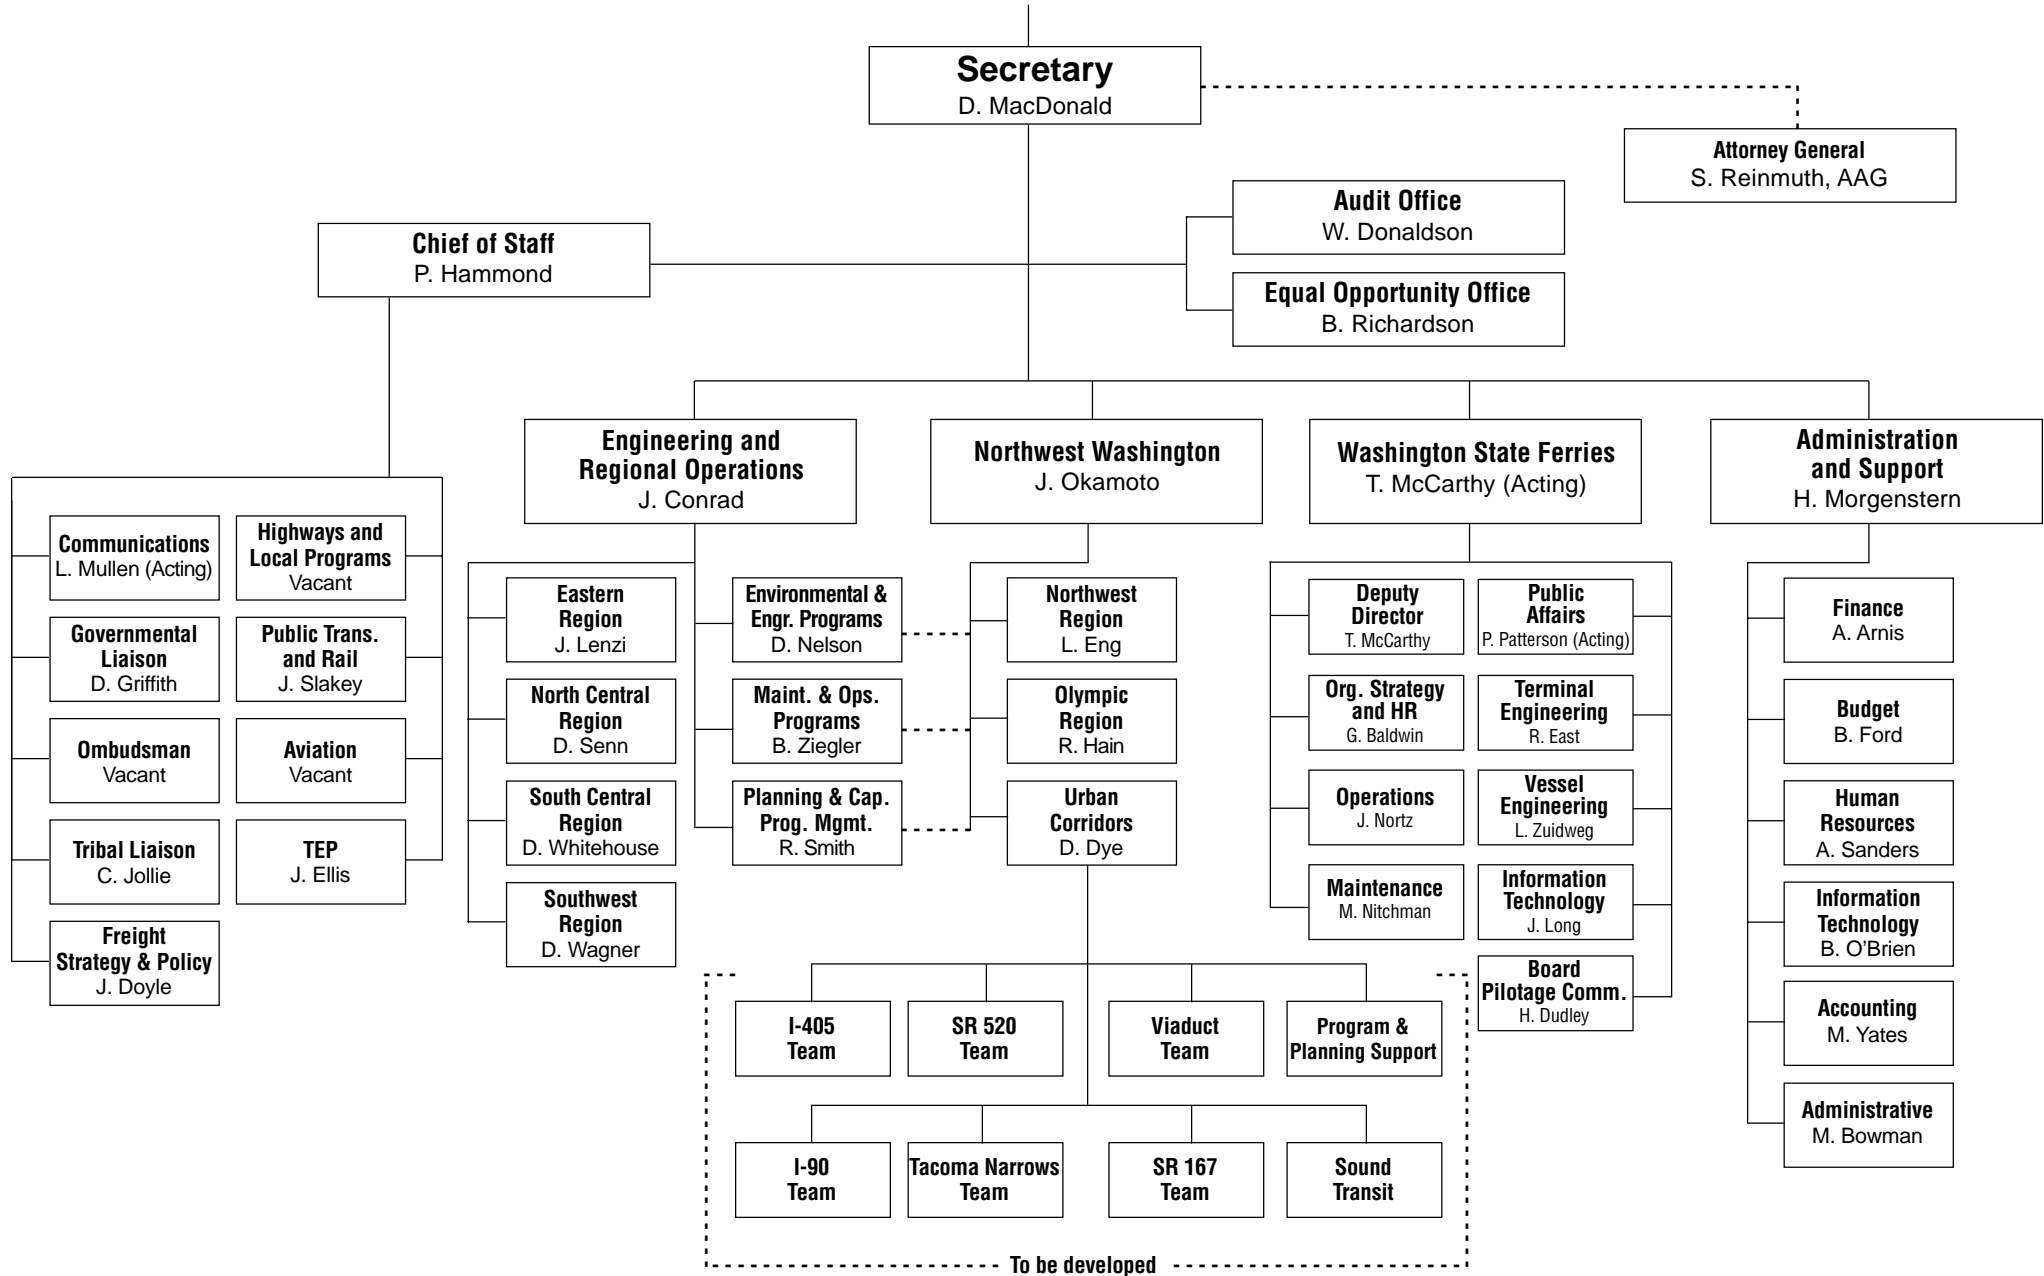 Secretary
D. MacDonald
Attorney General
S. Reinmuth, AAG
Audit Office
W. Donaldson
Chief of Staff
P. Hammond
Equal Opportunity Office
B. Richardson
Engineering and
Regional Operations
J. Conrad
Northwest Washington
J. Okamoto
Washington State Ferries
T. McCarthy (Acting)
Administration
and Support
H. Morgenstern
Communications
L. Mullen (Acting)
Highways and
Local Programs
Vacant
Governmental
Liaison
D. Griffith
Public Trans.
and Rail
J. Slakey
Ombudsman
Vacant
Aviation
Vacant
Tribal Liaison
C. Jollie
TEP
J. Ellis
Freight
Strategy & Policy
J. Doyle
Eastern
Region
J. Lenzi
North Central
Region
D. Senn
South Central
Region
D. Whitehouse
Southwest
Region
D. Wagner
Environmental &
Engr. Programs
D. Nelson
Maint. & Ops.
Programs
B. Ziegler
Planning & Cap.
Prog. Mgmt.
R. Smith
Northwest
Region
L. Eng
Olympic
Region
R. Hain
Urban
Corridors
D. Dye
Deputy
Director
T. McCarthy
Public
Affairs
P. Patterson (Acting)
Org. Strategy
and HR
G. Baldwin
Terminal
Engineering
R. East
Operations
J. Nortz
Vessel
Engineering
L. Zuidweg
Maintenance
M. Nitchman
Information
Technology
J. Long
Board
Pilotage Comm.
H. Dudley
Finance
A. Arnis
Budget
B. Ford
Human
Resources
A. Sanders
Information
Technology
B. O’Brien
Accounting
M. Yates
Administrative
M. Bowman
I-405
Team
SR 520
Team
Viaduct
Team
Program &
Planning Support
I-90
Team
Tacoma Narrows
Team
SR 167
Team
Sound
Transit
To be developed